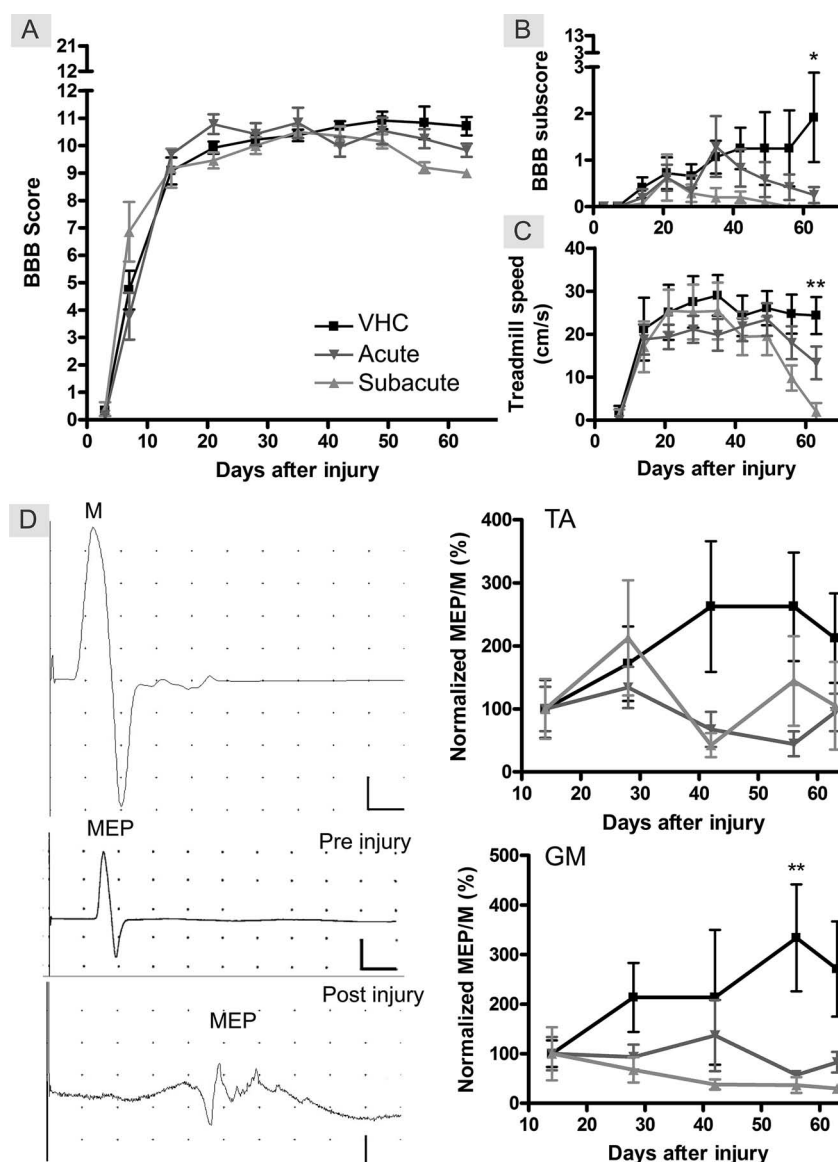 A
21
12
11
10
9
8
7
6
5
4
3
2
1
0
BBB Score
0 10 20 30 40 50 60
Days after injury
VHC
Acute
Subacute
B
13
3
3
2
1
0
BBB subscore
*
0 20 40 60
C
40
30
20
10
0
Treadmill speed
(cm/s)
**
0 20 40 60
Days after injury
D
M
MEP
Pre injury
Post injury
MEP
TA
400
300
200
100
0
Normalized MEP/M (%)
10 20 30 40 50 60
Days after injury
GM
500
400
300
200
100
0
Normalized MEP/M (%)
**
10 20 30 40 50 60
Days after injury